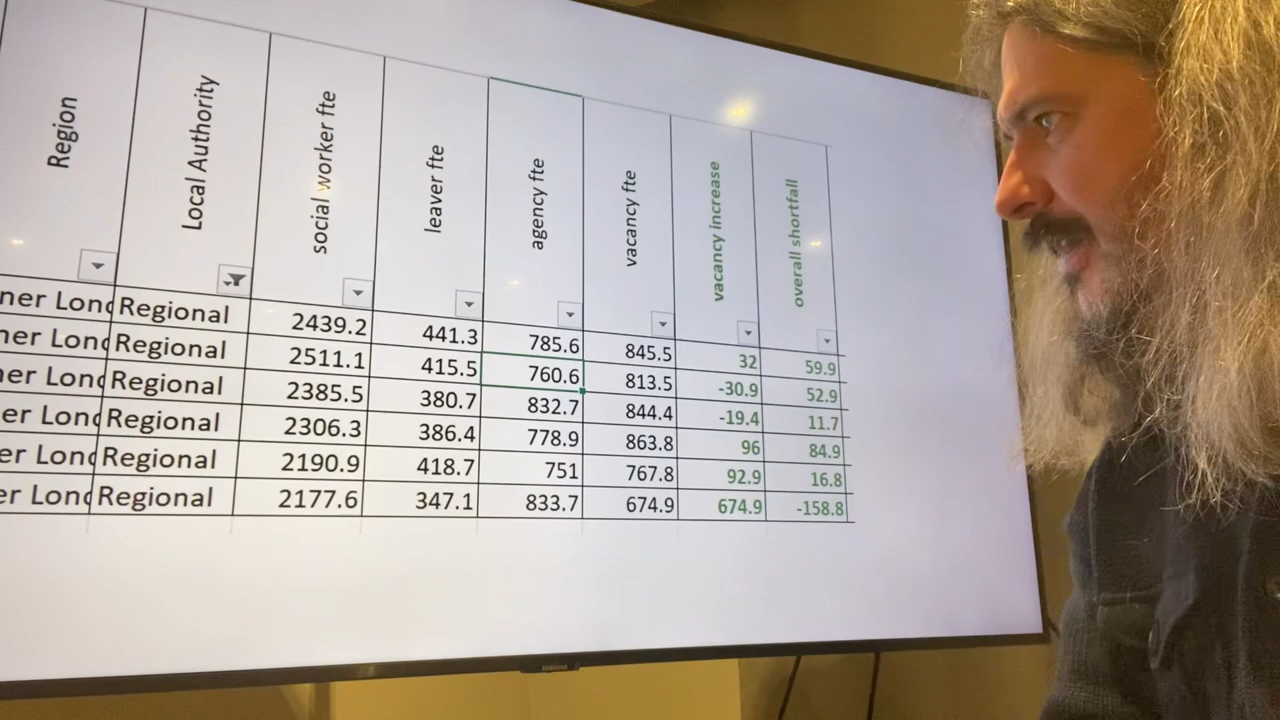 Region Local Authority social worker fte leaver fte agency fte vacancy fte vacancy increase overall shortfall
ner Lond Regional 2439.2 441.3 785.6 845.5 32 59.9
ner Lond Regional 2511.1 415.5 760.6 813.5 -30.9 52.9
ner Lond Regional 2385.5 380.7 832.7 844.4 -19.4 11.7
er Lond Regional 2306.3 386.4 778.9 863.8 96 84.9
er Lond Regional 2190.9 418.7 751 767.8 92.9 16.8
er Lond Regional 2177.6 347.1 833.7 674.9 674.9 -158.8
SAMSUNG